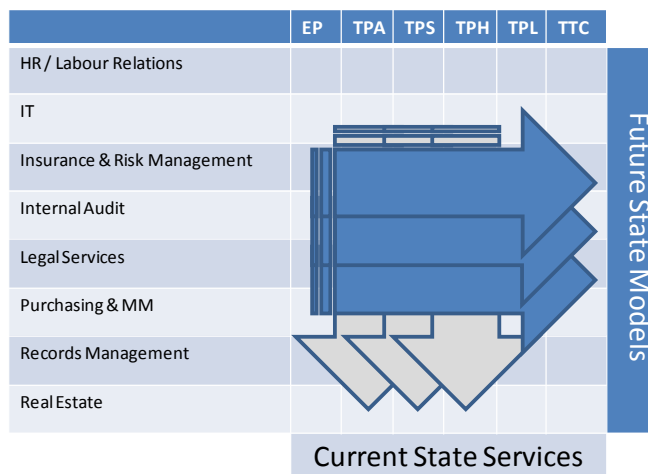 EP TPA TPS TPH TPL TTC
HR / Labour Relations
IT
Insurance & Risk Management
Internal Audit
Legal Services
Purchasing & MM
Records Management
Real Estate
Future State Models
Current State Services